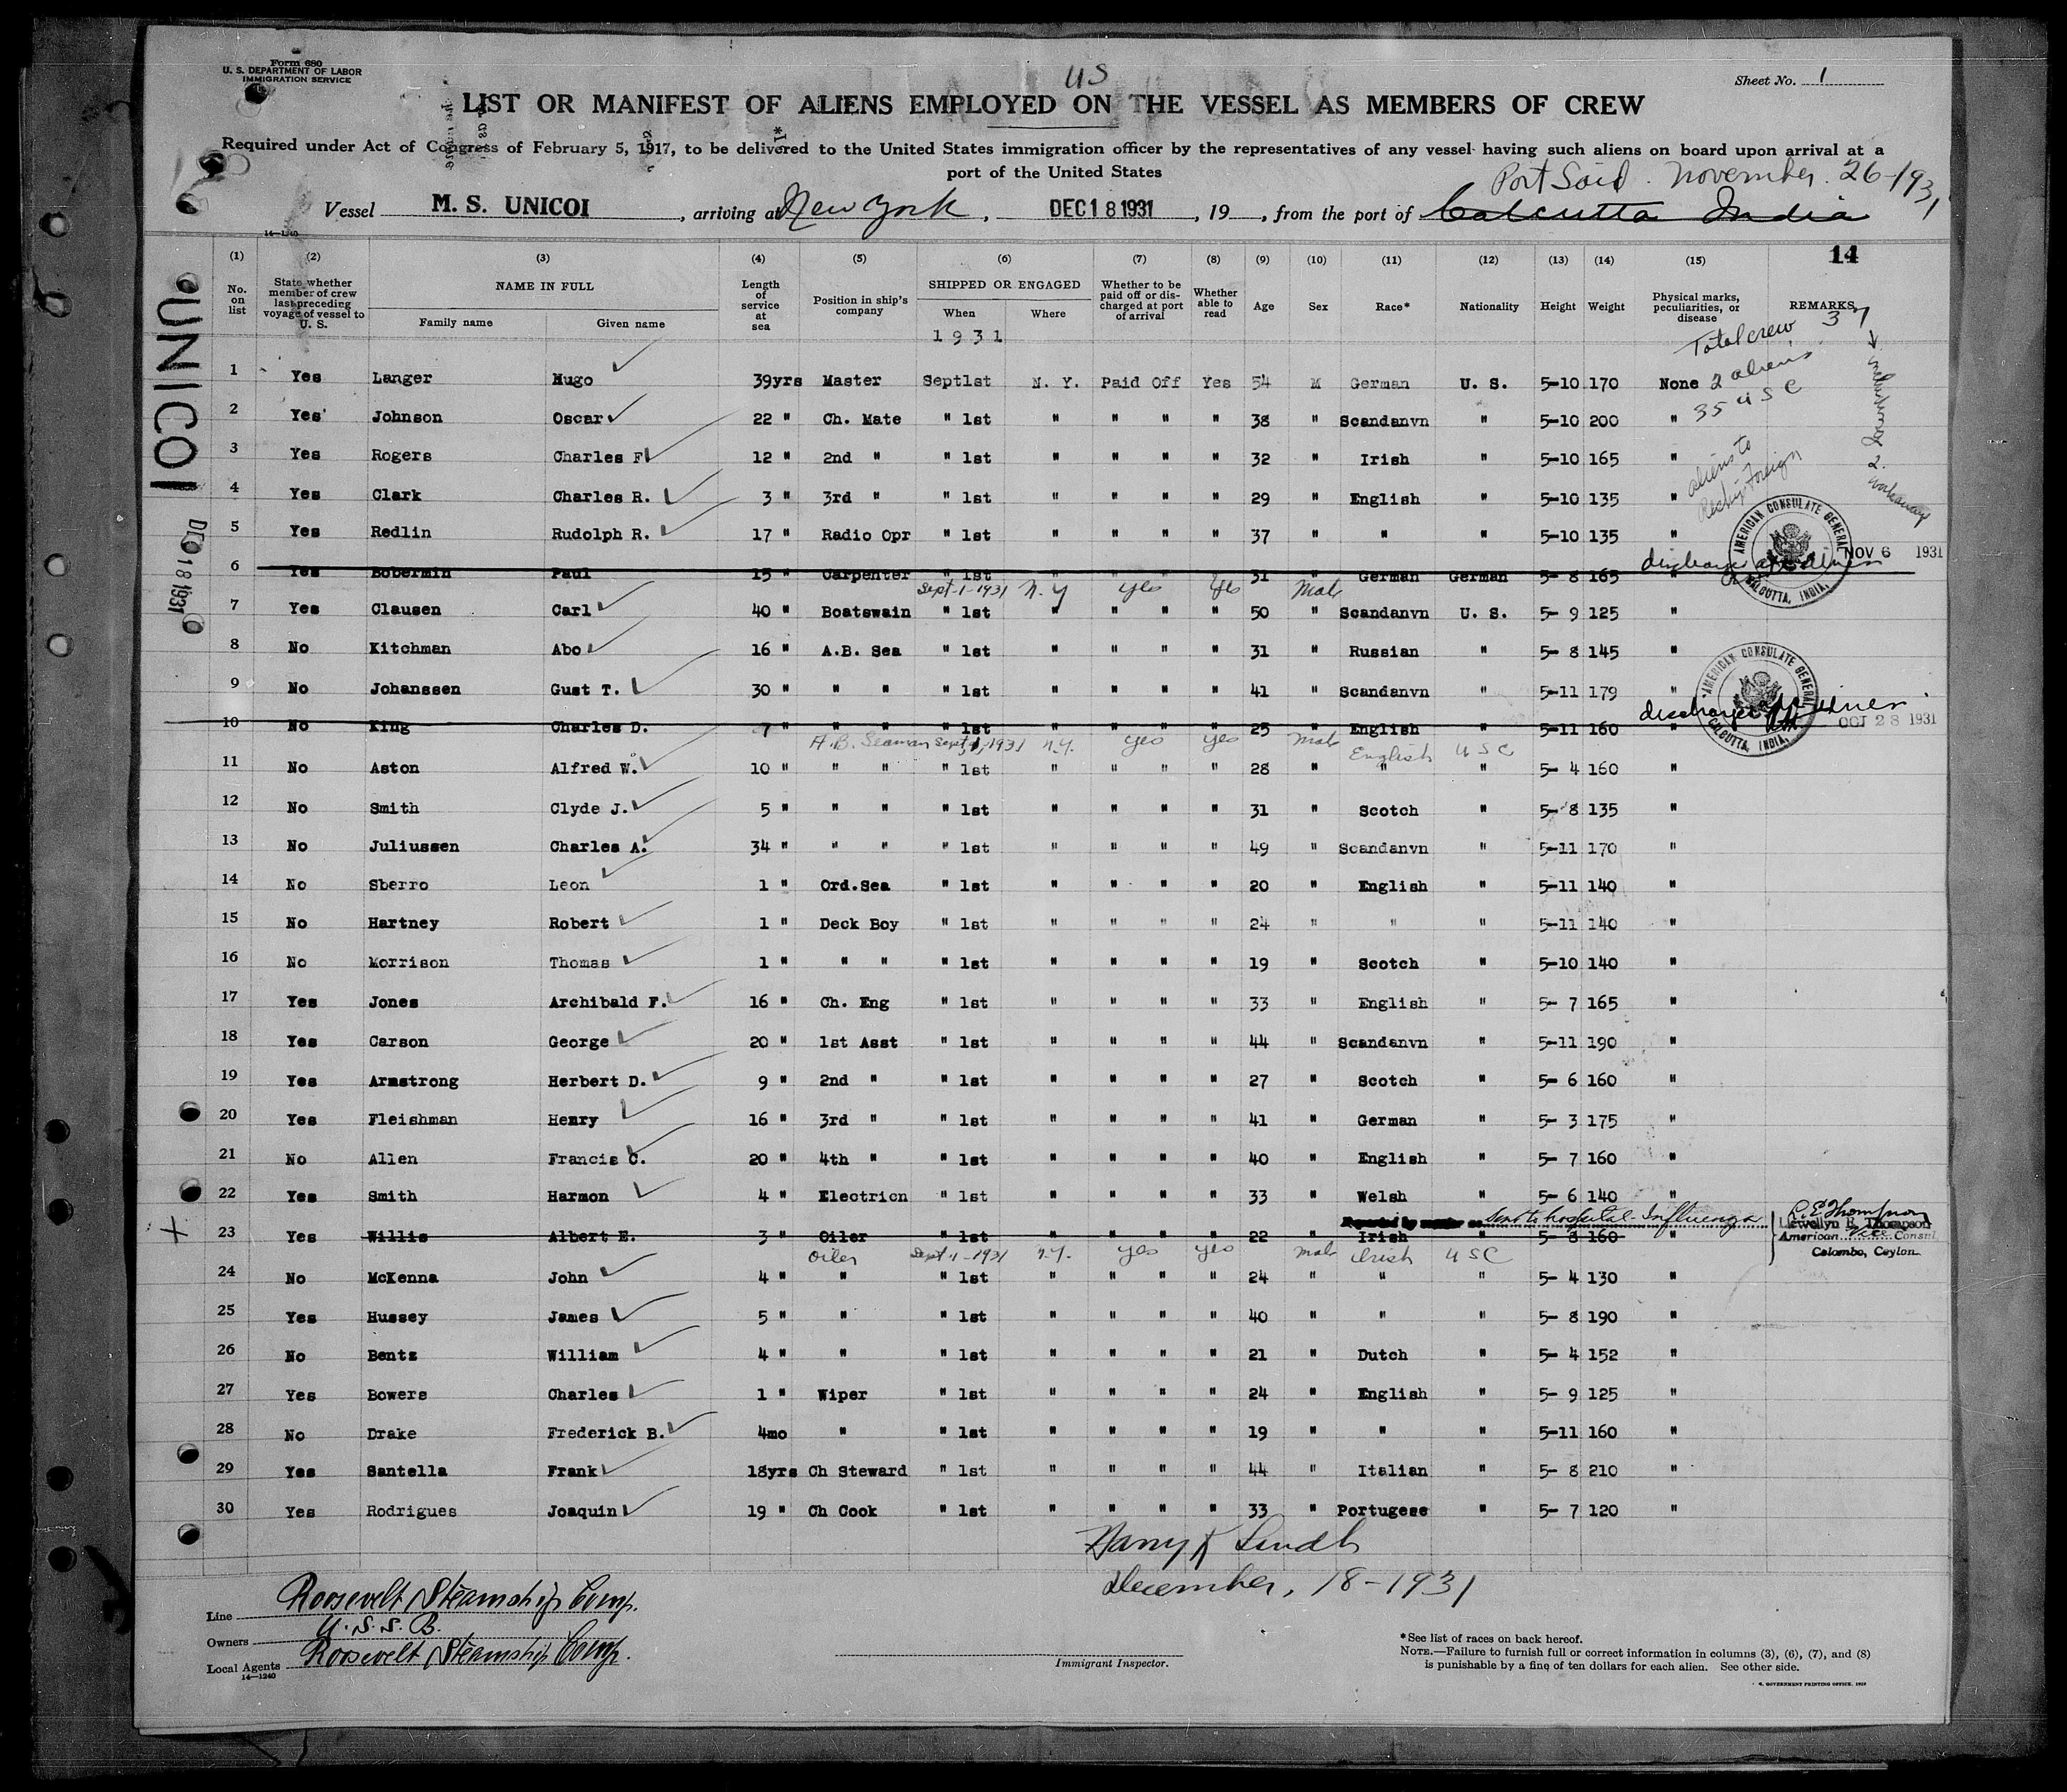 Form 680
U. S. DEPARTMENT OF LABOR
IMMIGRATION SERVICE
US
Sheet No. 1
LIST OR MANIFEST OF ALIENS EMPLOYED ON THE VESSEL AS MEMBERS OF CREW
Required under Act of Congress of February 5, 1917, to be delivered to the United States immigration officer by the representatives of any vessel having such aliens on board upon arrival at a
port of the United States
Port Said. November. 26-1931
Vessel M. S. UNICOI, arriving at New York, DEC 18 1931, 19, from the port of Calcutta India
14—1240
14
(1) (2) (3) (4) (5) (6) (7) (8) (9) (10) (11) (12) (13) (14) (15)
No. on list | State whether member of crew last preceding voyage of vessel to U. S. | NAME IN FULL Family name Given name | Length of service at sea | Position in ship's company | SHIPPED OR ENGAGED When Where | Whether to be paid off or discharged at port of arrival | Whether able to read | Age | Sex | Race* | Nationality | Height | Weight | Physical marks, peculiarities, or disease | REMARKS
1931
Total crew 37
2 aliens
35 USC
→ including 2 workaways
aliens to Reship Foreign
1 Yes Langer Hugo 39yrs Master Sept1st N. Y. Paid Off Yes 54 M German U. S. 5-10 170 None
2 Yes Johnson Oscar 22 " Ch. Mate " 1st " " " " 38 " Scandanvn " 5-10 200 "
3 Yes Rogers Charles F 12 " 2nd " " 1st " " " " 32 " Irish " 5-10 165 "
4 Yes Clark Charles R. 3 " 3rd " " 1st " " " " 29 " English " 5-10 135 "
5 Yes Redlin Rudolph R. 17 " Radio Opr " 1st " " " " 37 " " " 5-10 135 "
6 Yes Bobermin Paul 15 " Carpenter " 1st " " " " 31 " German German 5- 8 165 "
AMERICAN CONSULATE GENERAL CALCUTTA, INDIA.
NOV 6 1931
Sept-1-1931 N.Y Yes Yes Male
7 Yes Clausen Carl 40 " Boatswain " 1st " " " " 50 " Scandanvn U. S. 5- 9 125 "
8 No Kitchman Abo 16 " A.B. Sea " 1st " " " " 31 " Russian " 5- 8 145 "
9 No Johanssen Gust T. 30 " " " " 1st " " " " 41 " Scandanvn " 5-11 179 "
10 No King Charles D. 7 " " " " 1st " " " " 25 " English " 5-11 160 "
AMERICAN CONSULATE GENERAL CALCUTTA, INDIA.
OCT 28 1931
A.B. Seaman Sept, 1, 1931 N.Y. Yes Yes Male English USC
11 No Aston Alfred W. 10 " " " " 1st " " " " 28 " " " 5- 4 160 "
12 No Smith Clyde J. 5 " " " " 1st " " " " 31 " Scotch " 5- 8 135 "
13 No Juliussen Charles A. 34 " " " " 1st " " " " 49 " Scandanvn " 5-11 170 "
14 No Sberro Leon 1 " Ord.Sea " 1st " " " " 20 " English " 5-11 140 "
15 No Hartney Robert 1 " Deck Boy " 1st " " " " 24 " " " 5-11 140 "
16 No Morrison Thomas 1 " " " " 1st " " " " 19 " Scotch " 5-10 140 "
17 Yes Jones Archibald F. 16 " Ch. Eng " 1st " " " " 33 " English " 5- 7 165 "
18 Yes Carson George 20 " 1st Asst " 1st " " " " 44 " Scandanvn " 5-11 190 "
19 Yes Armstrong Herbert D. 9 " 2nd " " 1st " " " " 27 " Scotch " 5- 6 160 "
20 Yes Fleishman Henry 16 " 3rd " " 1st " " " " 41 " German " 5- 3 175 "
21 No Allen Francis C. 20 " 4th " " 1st " " " " 40 " English " 5- 7 160 "
22 Yes Smith Harmon 4 " Electricn " 1st " " " " 33 " Welsh " 5- 6 140 "
Sent to hospital-Influenza
L. E. Thompson
Llewellyn E. Thompson
American Vice Consul
Colombo, Ceylon.
23 Yes Willis Albert E. 3 " Oiler " 1st " " " " 22 " Irish " 5- 8 160 "
Oiler Sept-1-1931 N.Y. Yes Yes Male Irish USC
24 No McKenna John 4 " " " 1st " " " " 24 " " " 5- 4 130 "
25 Yes Hussey James 5 " " " 1st " " " " 40 " " " 5- 8 190 "
26 No Bentz William 4 " " " 1st " " " " 21 " Dutch " 5- 4 152 "
27 Yes Bowers Charles 1 " Wiper " 1st " " " " 24 " English " 5- 9 125 "
28 No Drake Frederick B. 4mo " " 1st " " " " 19 " " " 5-11 160 "
29 Yes Santella Frank 18yrs Ch Steward " 1st " " " " 44 " Italian " 5- 8 210 "
30 Yes Rodrigues Joaquin 19 " Ch Cook " 1st " " " " 33 " Portugese " 5- 7 120 "
UNICOI
DEC 18 1931
Harry K Lindh
December, 18-1931
Line Roosevelt Steamship Comp.
Owners U. S. S. B.
Local Agents Roosevelt Steamship Comp.
14—1240
Immigrant Inspector.
*See list of races on back hereof.
NOTE.—Failure to furnish full or correct information in columns (3), (6), (7), and (8)
is punishable by a fine of ten dollars for each alien. See other side.